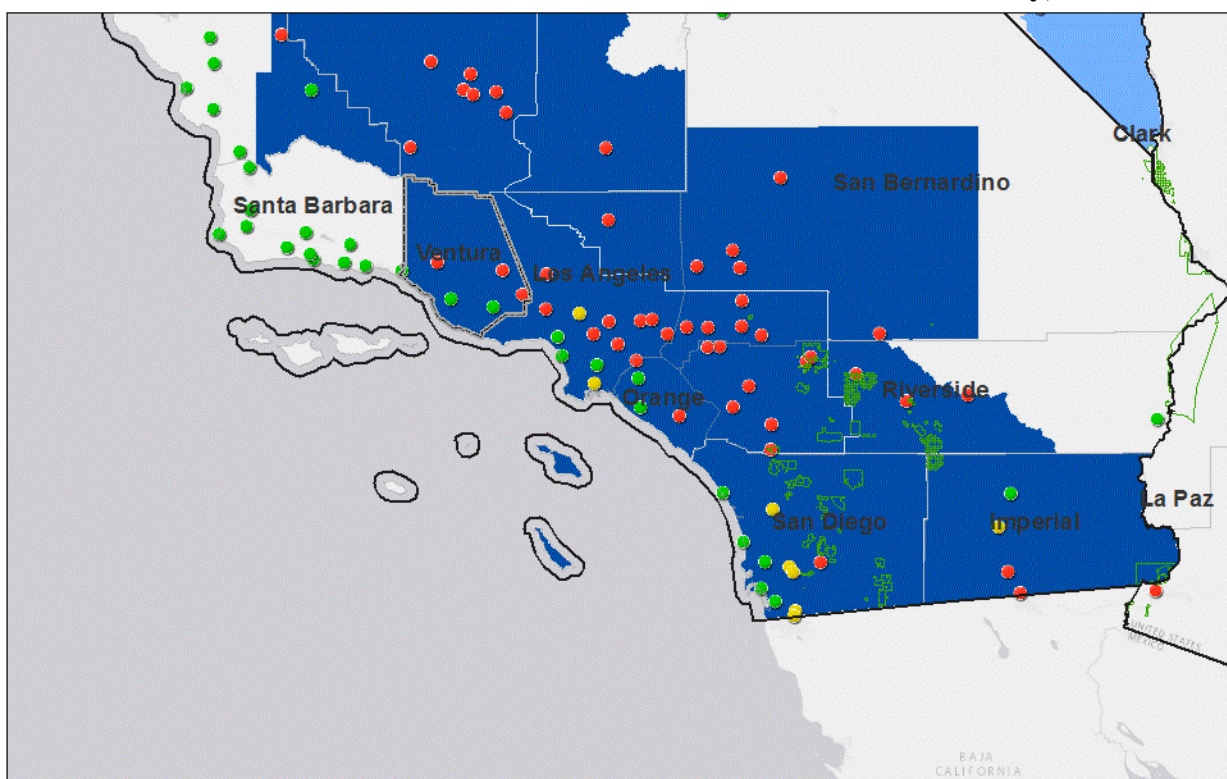 Clark
San Bernardino
Santa Barbara
Ventura
Los Angeles
Orange
Riverside
La Paz
San Diego
Imperial
UNITED STATES
MEXICO
BAJA
CALIFORNIA